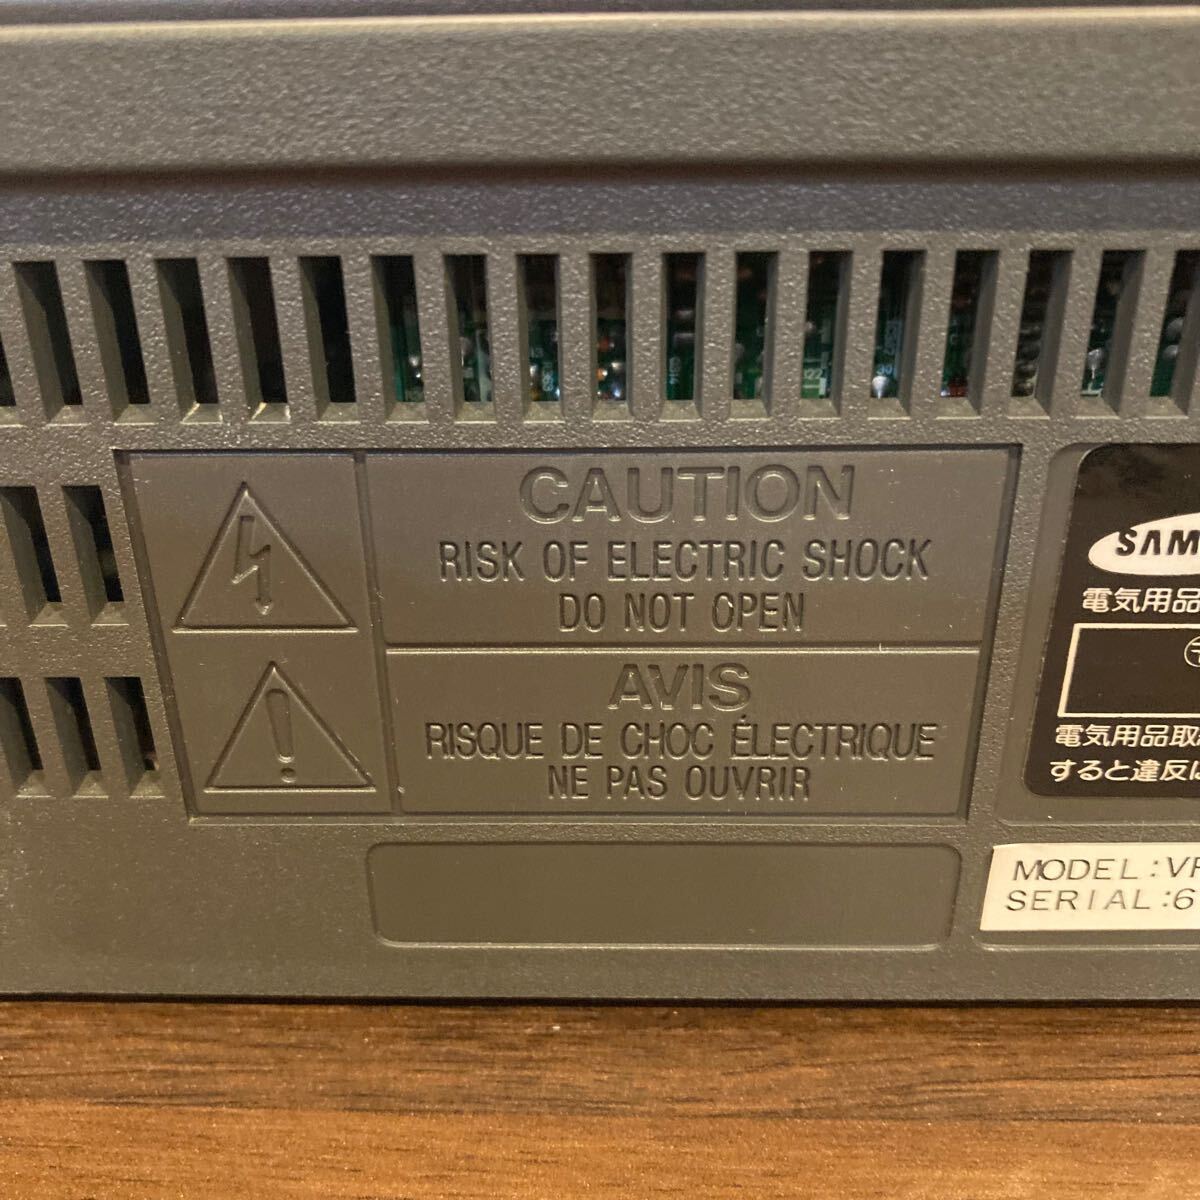 CAUTION
RISK OF ELECTRIC SHOCK
DO NOT OPEN
AVIS
RISQUE DE CHOC ÉLECTRIQUE
NE PAS OUVRIR
SAM
電気用品
〒
電気用品取
すると違反に
MODEL:VF
SERIAL:6